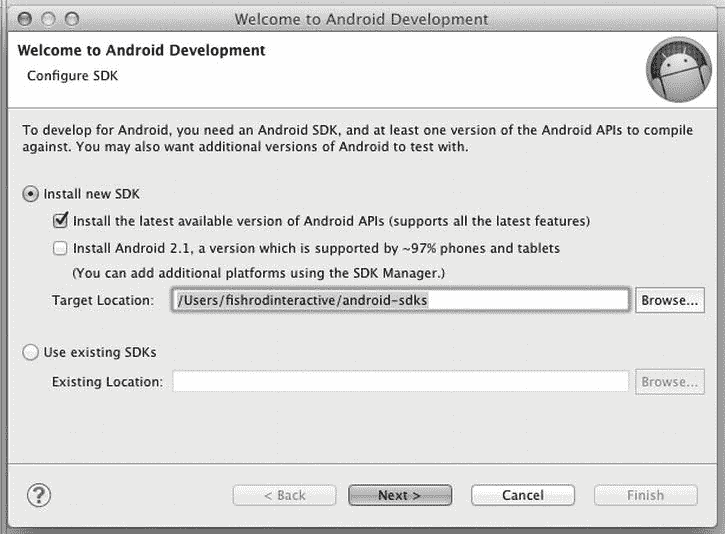 Welcome to Android Development
Welcome to Android Development
Configure SDK
To develop for Android, you need an Android SDK, and at least one version of the Android APIs to compile
against. You may also want additional versions of Android to test with.
Install new SDK
Install the latest available version of Android APIs (supports all the latest features)
Install Android 2.1, a version which is supported by ~97% phones and tablets
(You can add additional platforms using the SDK Manager.)
Target Location: /Users/fishrodinteractive/android-sdks Browse...
Use existing SDKs
Existing Location: Browse...
? < Back Next > Cancel Finish